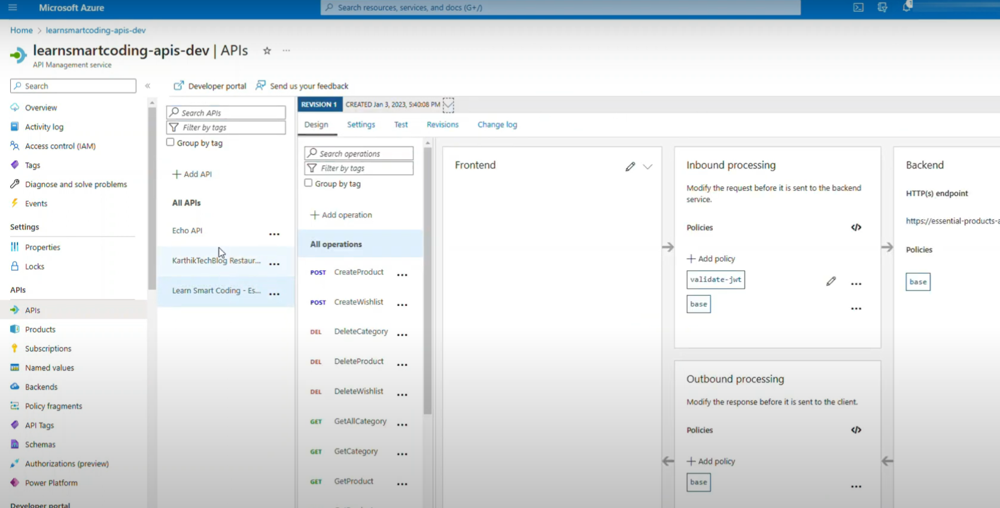 Microsoft Azure
Search resources, services, and docs (G+/)
1
Home > learnsmartcoding-apis-dev
learnsmartcoding-apis-dev | APIs
API Management service
Search
Overview
Activity log
Access control (IAM)
Tags
Diagnose and solve problems
Events
Settings
Properties
Locks
APIs
APIs
Products
Subscriptions
Named values
Backends
Policy fragments
API Tags
Schemas
Authorizations (preview)
Power Platform
Developer portal
Developer portal
Send us your feedback
Search APIs
Filter by tags
Group by tag
+ Add API
All APIs
Echo API
KarthikTechBlog Restaur...
Learn Smart Coding - Es...
REVISION 1
CREATED Jan 3, 2023, 5:40:08 PM
Design
Settings
Test
Revisions
Change log
Search operations
Filter by tags
Group by tag
+ Add operation
All operations
POST CreateProduct
POST CreateWishlist
DEL DeleteCategory
DEL DeleteProduct
DEL DeleteWishlist
GET GetAllCategory
GET GetCategory
GET GetProduct
Frontend
Inbound processing
Modify the request before it is sent to the backend
service.
Policies
</>
+ Add policy
validate-jwt
base
Outbound processing
Modify the response before it is sent to the client.
Policies
</>
+ Add policy
base
Backend
HTTP(s) endpoint
https://essential-products-a
Policies
base